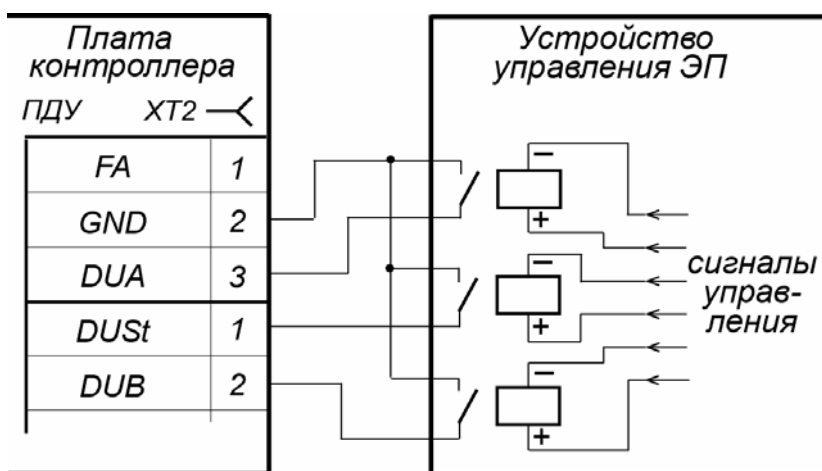 Плата
контроллера
ПДУ XT2
FA 1
GND 2
DUA 3
DUSt 1
DUB 2
Устройство
управления ЭП
−
+
−
+
−
+
сигналы
управ-
ления